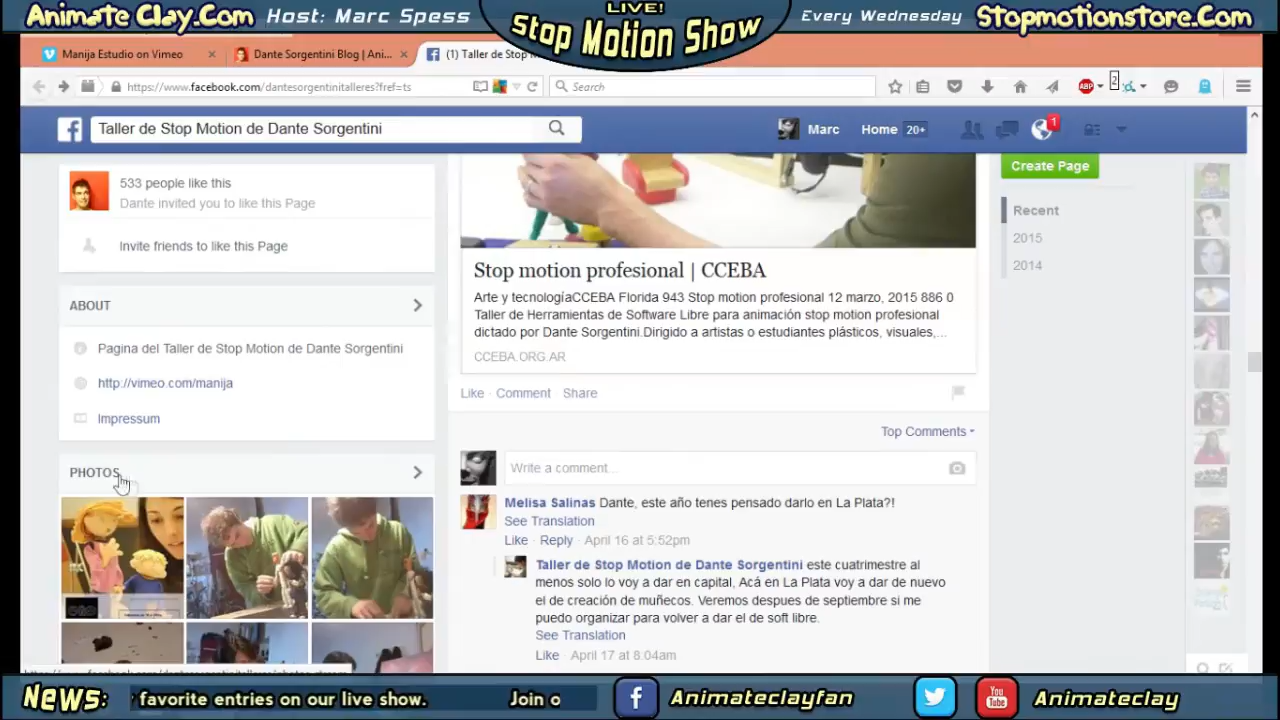 Animate Clay.Com
Host: Marc Spess
LIVE!
Stop Motion Show
Every Wednesday
Stopmotionstore.Com
Manija Estudio on Vimeo
Dante Sorgentini Blog | Ani...
(1) Taller de Stop M
https://www.facebook.com/dantesorgentinitalleres?fref=ts
Search
ABP
2
Taller de Stop Motion de Dante Sorgentini
Marc
Home 20+
1
533 people like this
Dante invited you to like this Page
Invite friends to like this Page
ABOUT
Pagina del Taller de Stop Motion de Dante Sorgentini
http://vimeo.com/manija
Impressum
PHOTOS
Stop motion profesional | CCEBA
Arte y tecnologíaCCEBA Florida 943 Stop motion profesional 12 marzo, 2015 886 0
Taller de Herramientas de Software Libre para animación stop motion profesional
dictado por Dante Sorgentini.Dirigido a artistas o estudiantes plásticos, visuales,...
CCEBA.ORG.AR
Like · Comment Share
Top Comments
Write a comment...
Melisa Salinas Dante, este año tenes pensado darlo en La Plata?!
See Translation
Like · Reply · April 16 at 5:52pm
Taller de Stop Motion de Dante Sorgentini este cuatrimestre al
menos solo lo voy a dar en capital, Acá en La Plata voy a dar de nuevo
el de creación de muñecos. Veremos despues de septiembre si me
puedo organizar para volver a dar el de soft libre.
See Translation
Like · April 17 at 8:04am
Create Page
Recent
2015
2014
News:
favorite entries on our live show.
Join o
Animateclayfan
You Tube
Animateclay